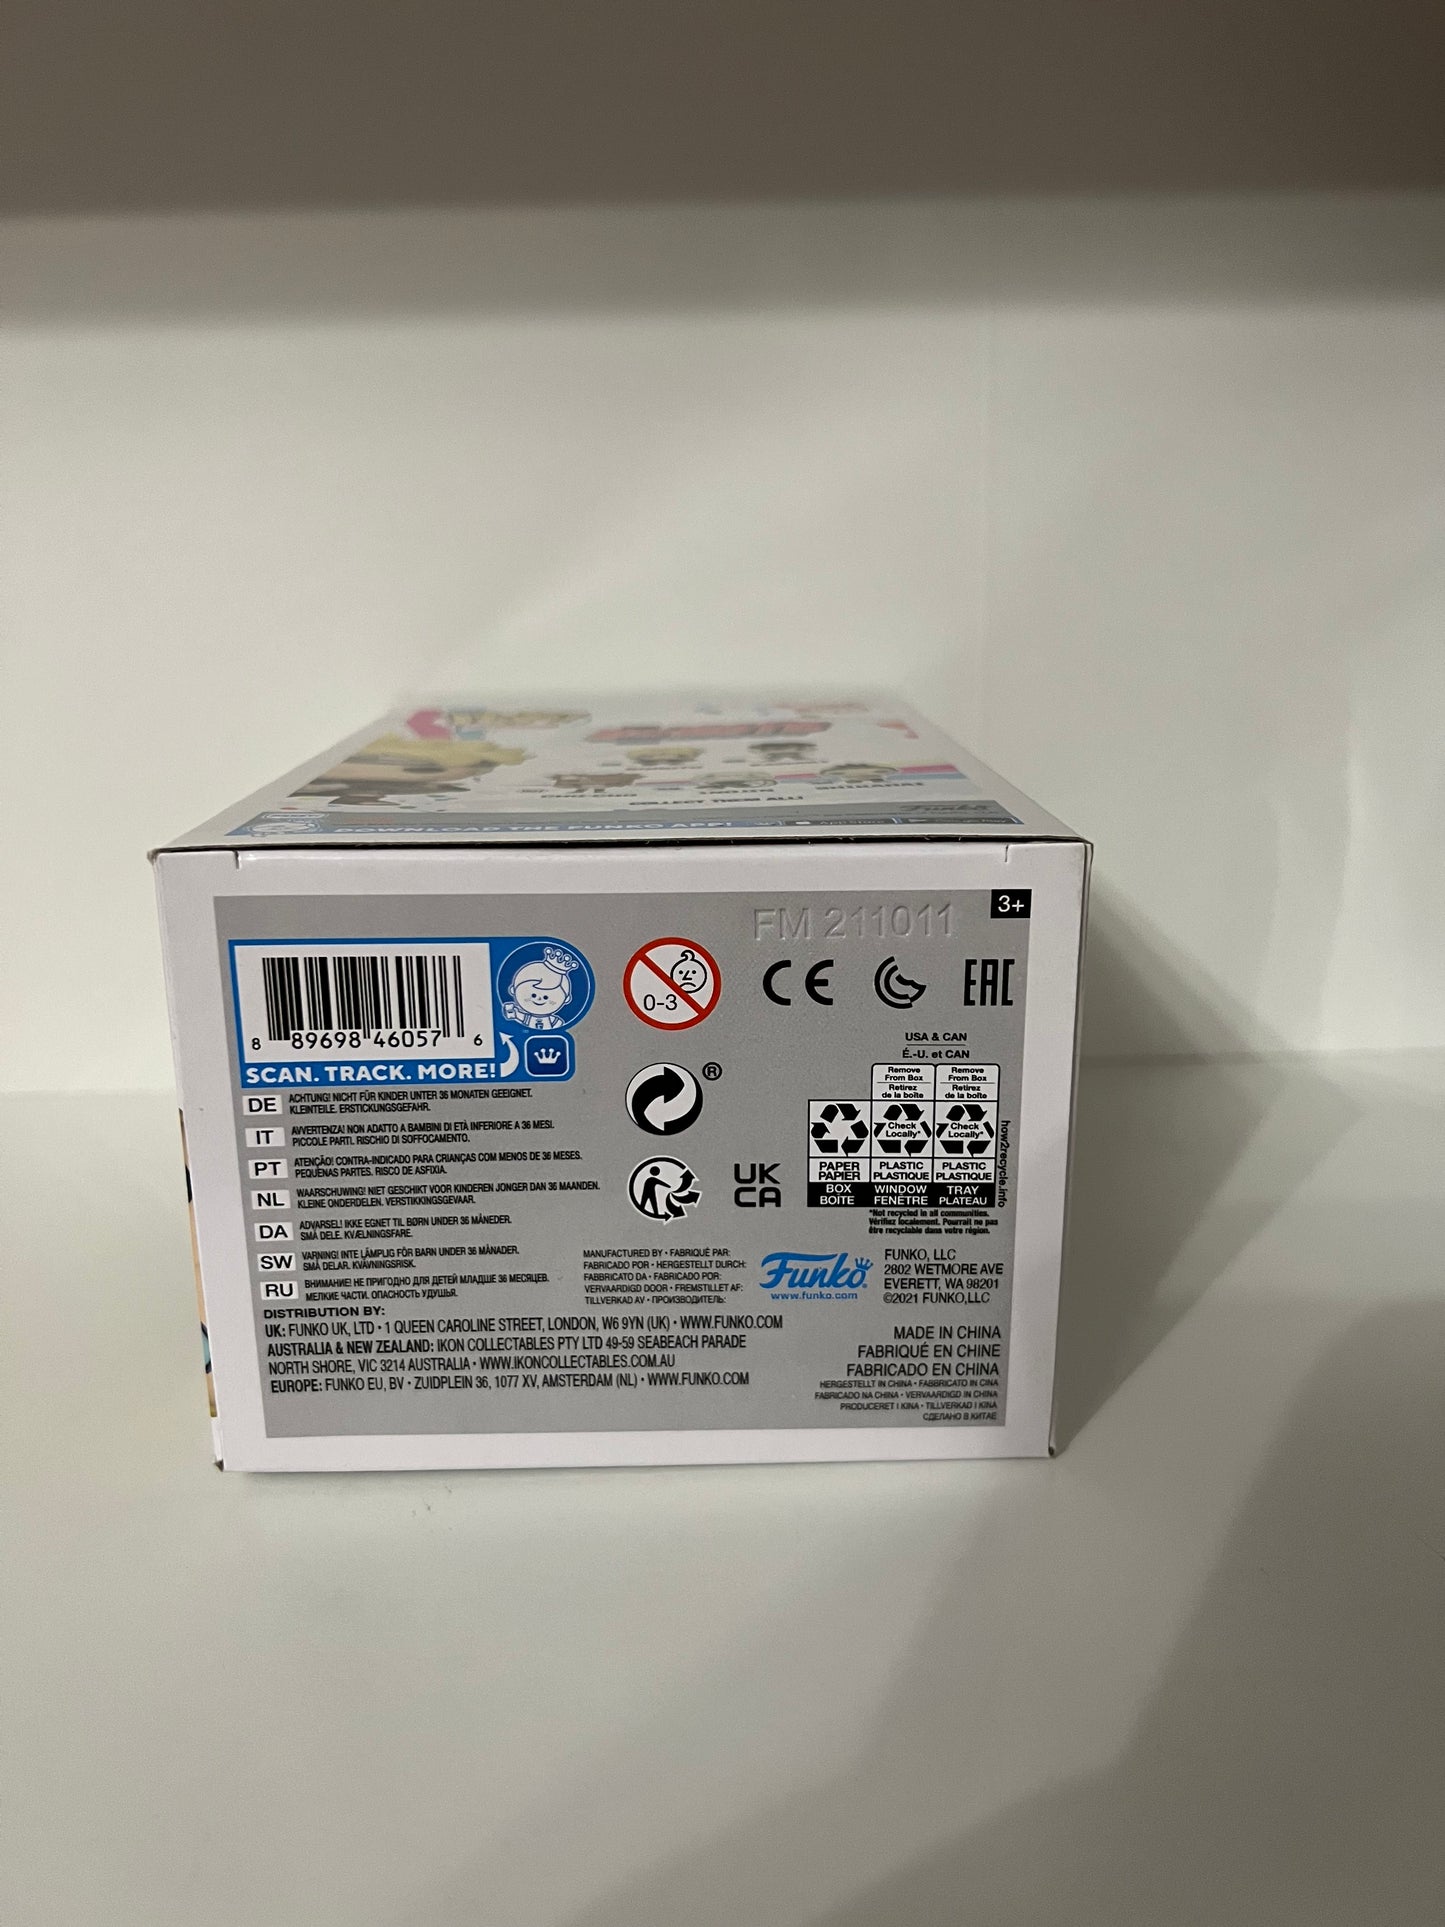 COLLECT THEM ALL!
DOWNLOAD THE FUNKO APP!
FM 211011
3+
8 89698 46057 6
SCAN. TRACK. MORE!
0-3
CE
EAC
®
USA & CAN
É.-U. et CAN
Remove From Box
Retirez de la boîte
Remove From Box
Retirez de la boîte
Check Locally*
Check Locally*
PAPER PAPIER
PLASTIC PLASTIQUE
PLASTIC PLASTIQUE
BOX BOÎTE
WINDOW FENÊTRE
TRAY PLATEAU
how2recycle.info
*Not recycled in all communities.
Vérifiez localement. Pourrait ne pas
être recyclable dans votre région.
UK
CA
DE ACHTUNG! NICHT FÜR KINDER UNTER 36 MONATEN GEEIGNET.
KLEINTEILE. ERSTICKUNGSGEFAHR.
IT AVVERTENZA! NON ADATTO A BAMBINI DI ETÀ INFERIORE A 36 MESI.
PICCOLE PARTI. RISCHIO DI SOFFOCAMENTO.
PT ATENÇÃO! CONTRA-INDICADO PARA CRIANÇAS COM MENOS DE 36 MESES.
PEQUENAS PARTES. RISCO DE ASFIXIA.
NL WAARSCHUWING! NIET GESCHIKT VOOR KINDEREN JONGER DAN 36 MAANDEN.
KLEINE ONDERDELEN. VERSTIKKINGSGEVAAR.
DA ADVARSEL! IKKE EGNET TIL BØRN UNDER 36 MÅNEDER.
SMÅ DELE. KVÆLNINGSFARE.
SW VARNING! INTE LÄMPLIG FÖR BARN UNDER 36 MÅNADER.
SMÅ DELAR. KVÄVNINGSRISK.
RU ВНИМАНИЕ! НЕ ПРИГОДНО ДЛЯ ДЕТЕЙ МЛАДШЕ 36 МЕСЯЦЕВ.
МЕЛКИЕ ЧАСТИ. ОПАСНОСТЬ УДУШЬЯ.
MANUFACTURED BY • FABRIQUÉ PAR:
FABRICADO POR • HERGESTELLT DURCH:
FABBRICATO DA • FABRICADO POR:
VERVAARDIGD DOOR • FREMSTILLET AF:
TILLVERKAD AV • ПРОИЗВОДИТЕЛЬ:
Funko
www.funko.com
FUNKO, LLC
2802 WETMORE AVE
EVERETT, WA 98201
©2021 FUNKO,LLC
DISTRIBUTION BY:
UK: FUNKO UK, LTD • 1 QUEEN CAROLINE STREET, LONDON, W6 9YN (UK) • WWW.FUNKO.COM
AUSTRALIA & NEW ZEALAND: IKON COLLECTABLES PTY LTD 49-59 SEABEACH PARADE
NORTH SHORE, VIC 3214 AUSTRALIA • WWW.IKONCOLLECTABLES.COM.AU
EUROPE: FUNKO EU, BV • ZUIDPLEIN 36, 1077 XV, AMSTERDAM (NL) • WWW.FUNKO.COM
MADE IN CHINA
FABRIQUÉ EN CHINE
FABRICADO EN CHINA
HERGESTELLT IN CHINA • FABBRICATO IN CINA
FABRICADO NA CHINA • VERVAARDIGD IN CHINA
PRODUCERET I KINA • TILLVERKAD I KINA
СДЕЛАНО В КИТАЕ